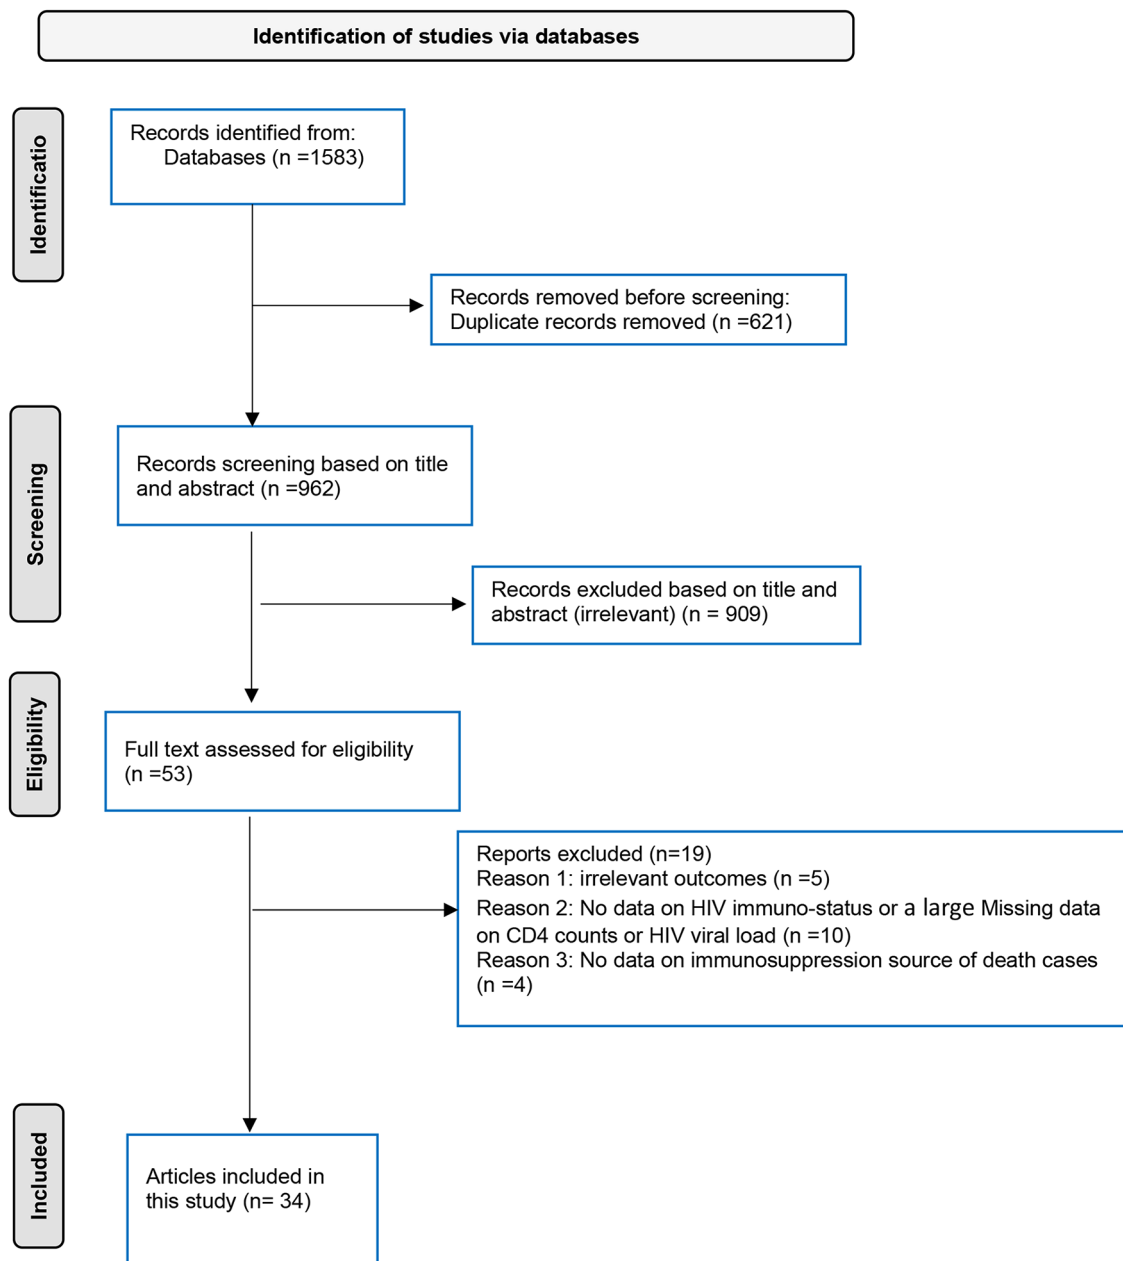 Identification of studies via databases
Identificatio
Records identified from:
Databases (n =1583)
Records removed before screening:
Duplicate records removed (n =621)
Screening
Records screening based on title
and abstract (n =962)
Records excluded based on title and
abstract (irrelevant) (n = 909)
Eligibility
Full text assessed for eligibility
(n =53)
Reports excluded (n=19)
Reason 1: irrelevant outcomes (n =5)
Reason 2: No data on HIV immuno-status or a large Missing data
on CD4 counts or HIV viral load (n =10)
Reason 3: No data on immunosuppression source of death cases
(n =4)
Included
Articles included in
this study (n= 34)